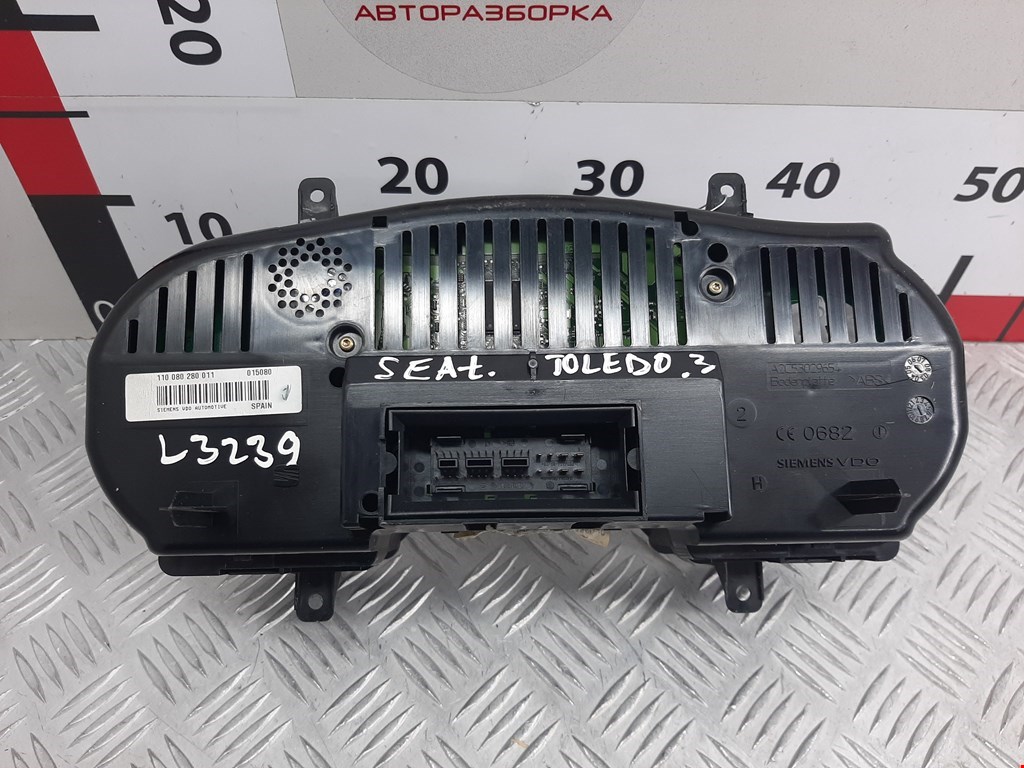 АВТОРАЗБОРКА
20
10 20 30 40 50
0
110 080 280 011 015080
SIEMENS VDO AUTOMOTIVE SPAIN
SEAt. TOLEDO.3
L3239
2
CE 0682
SIEMENS VDO
H